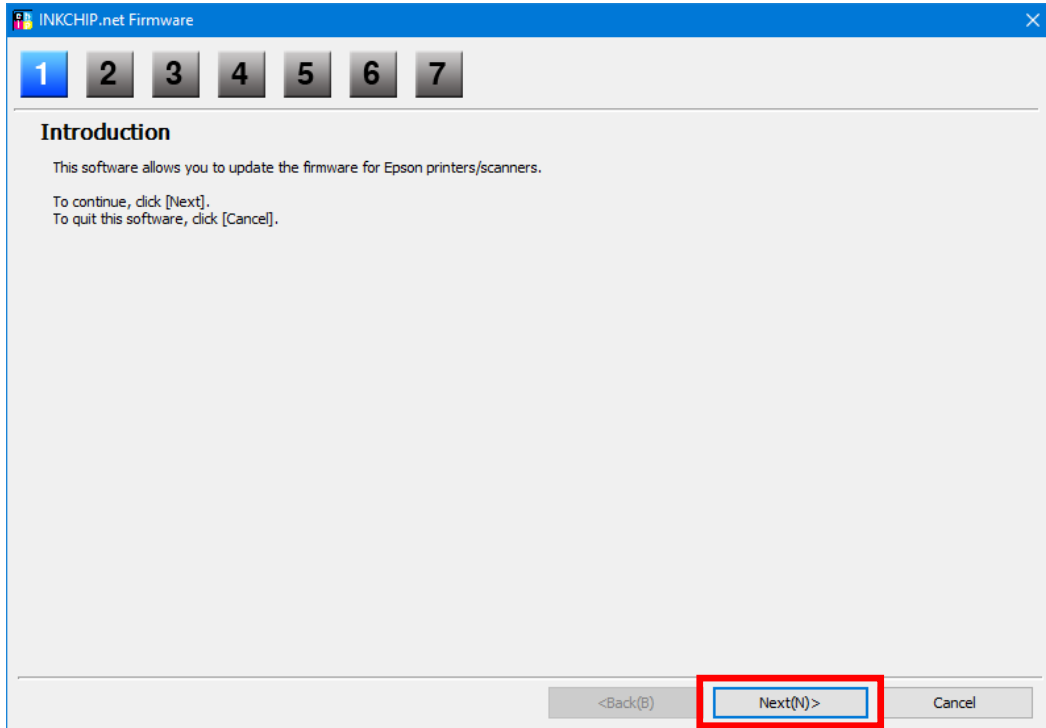 INKCHIP.net Firmware
1 2 3 4 5 6 7
Introduction
This software allows you to update the firmware for Epson printers/scanners.
To continue, click [Next].
To quit this software, click [Cancel].
<Back(B) Next(N)> Cancel